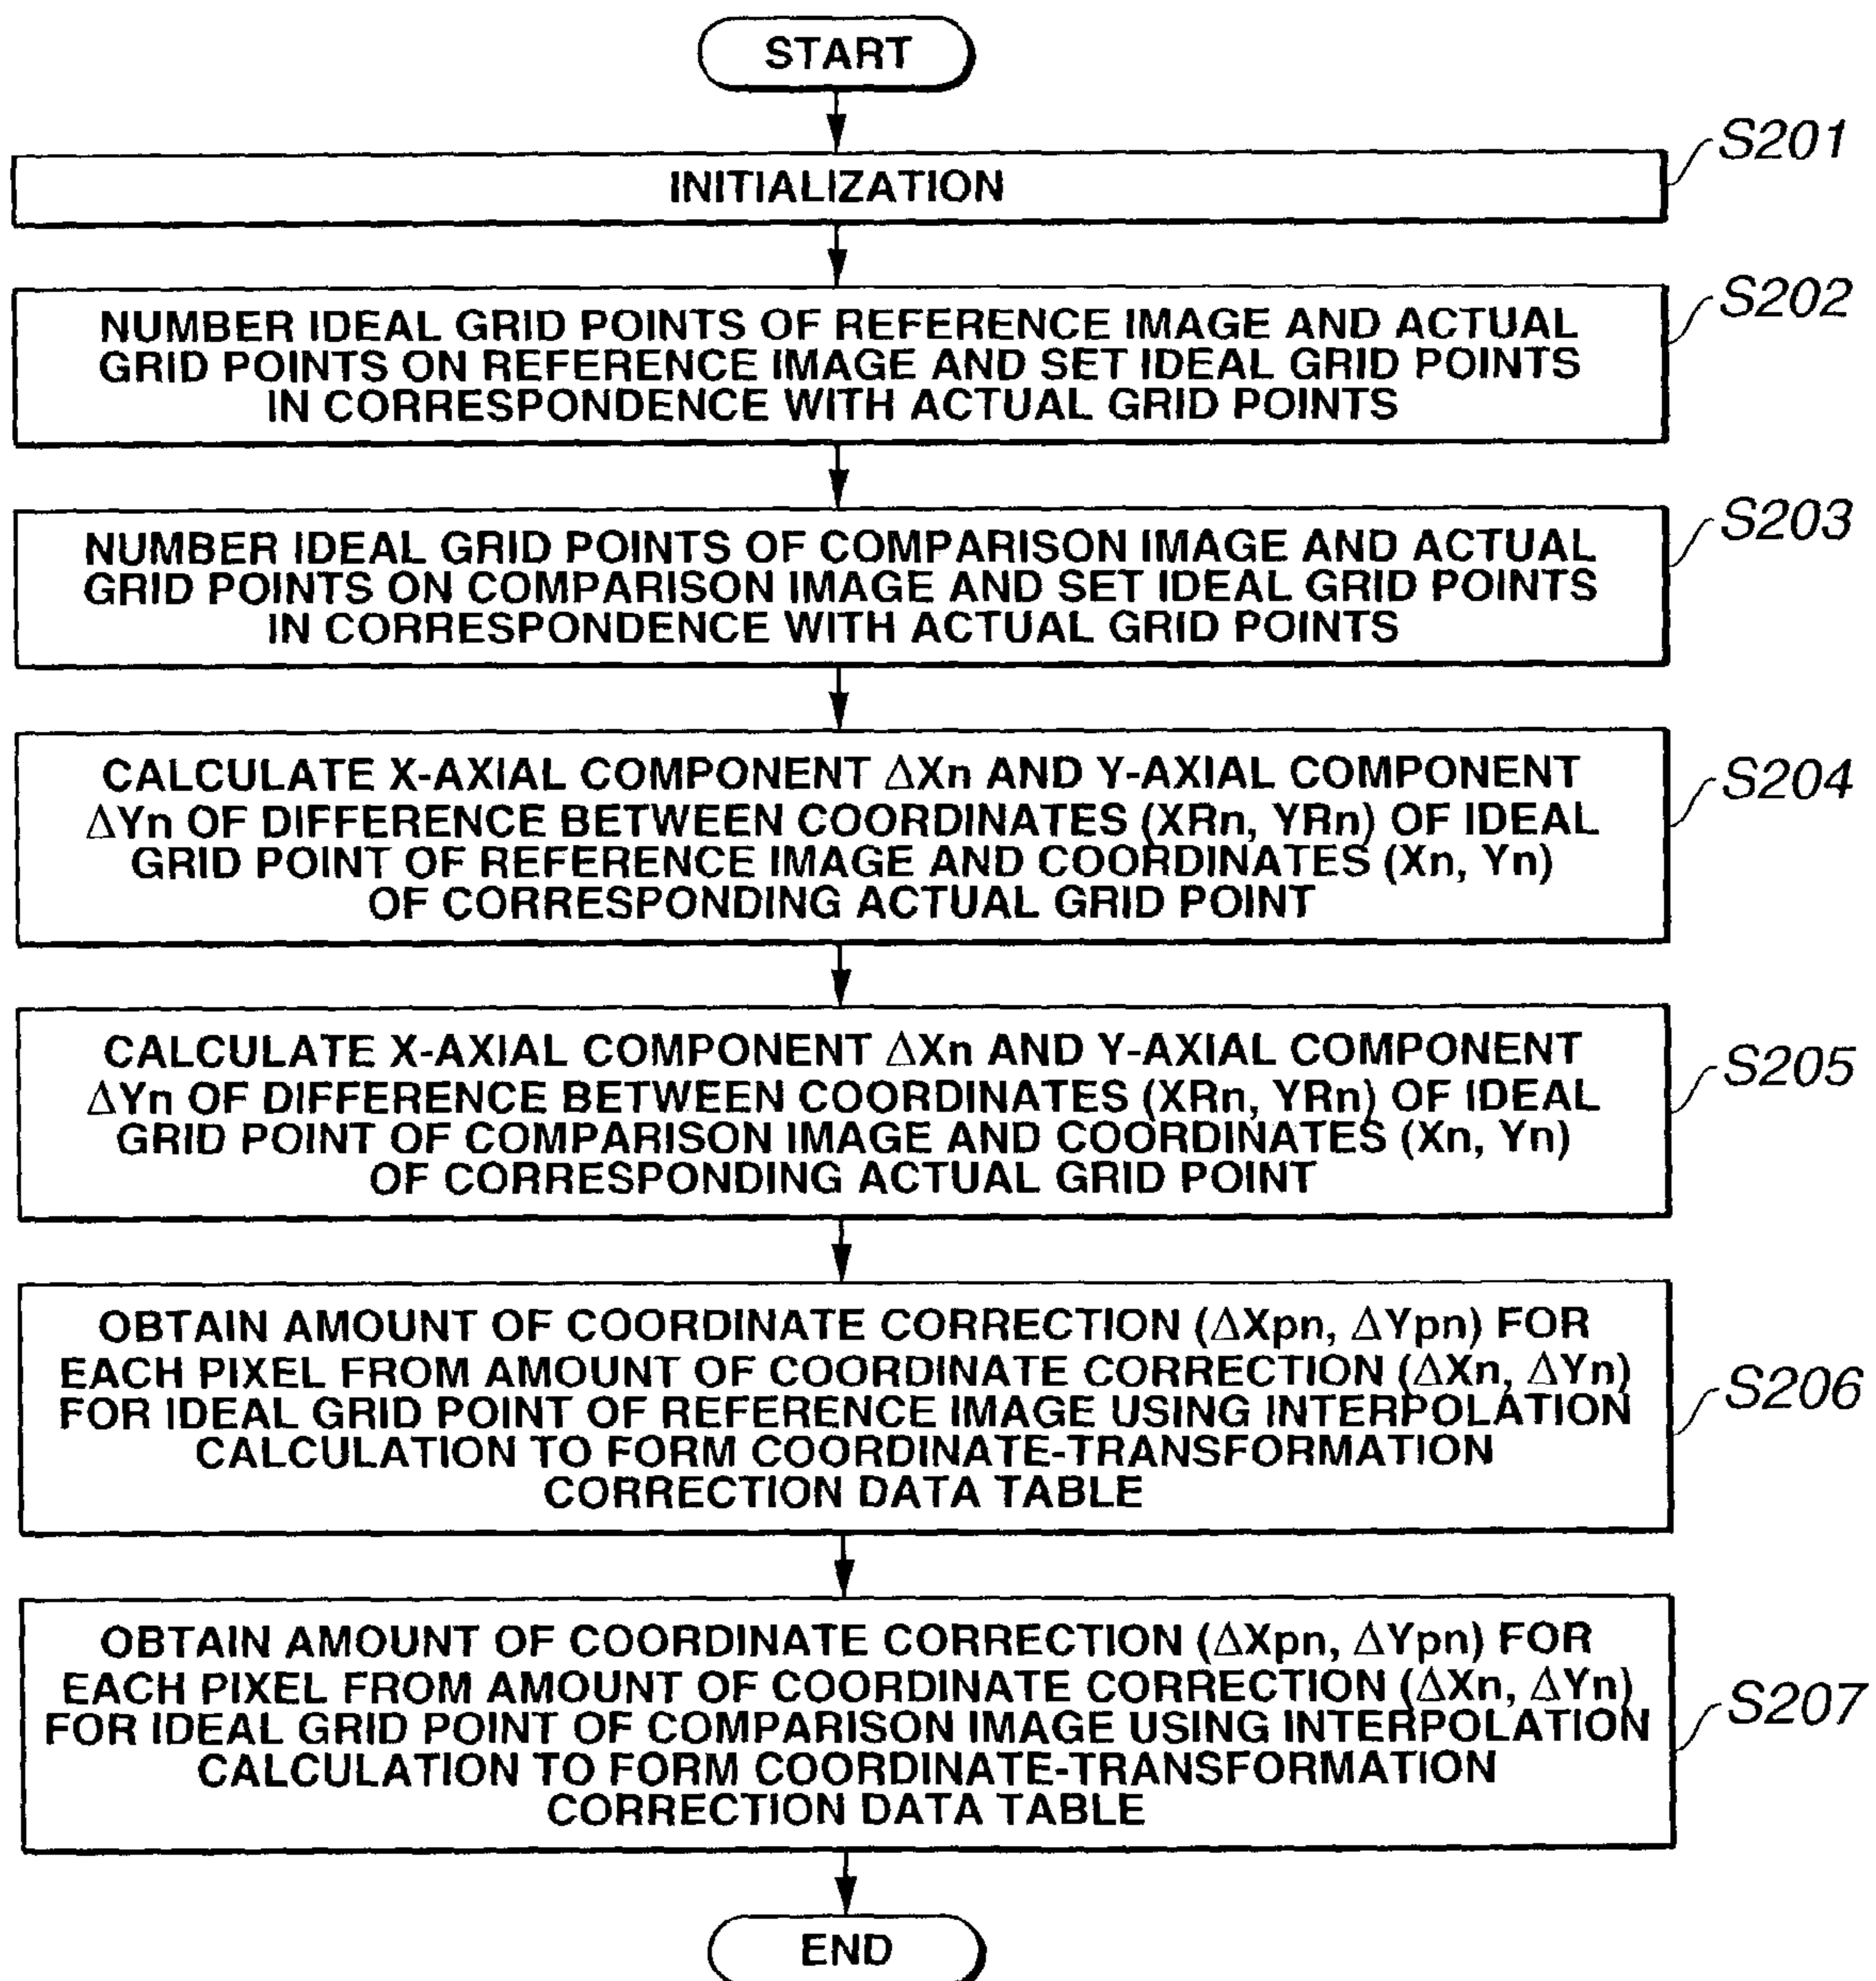 START
S201
INITIALIZATION
S202
NUMBER IDEAL GRID POINTS OF REFERENCE IMAGE AND ACTUAL
GRID POINTS ON REFERENCE IMAGE AND SET IDEAL GRID POINTS
IN CORRESPONDENCE WITH ACTUAL GRID POINTS
S203
NUMBER IDEAL GRID POINTS OF COMPARISON IMAGE AND ACTUAL
GRID POINTS ON COMPARISON IMAGE AND SET IDEAL GRID POINTS
IN CORRESPONDENCE WITH ACTUAL GRID POINTS
S204
CALCULATE X-AXIAL COMPONENT ΔXn AND Y-AXIAL COMPONENT
ΔYn OF DIFFERENCE BETWEEN COORDINATES (XRn, YRn) OF IDEAL
GRID POINT OF REFERENCE IMAGE AND COORDINATES (Xn, Yn)
OF CORRESPONDING ACTUAL GRID POINT
S205
CALCULATE X-AXIAL COMPONENT ΔXn AND Y-AXIAL COMPONENT
ΔYn OF DIFFERENCE BETWEEN COORDINATES (XRn, YRn) OF IDEAL
GRID POINT OF COMPARISON IMAGE AND COORDINATES (Xn, Yn)
OF CORRESPONDING ACTUAL GRID POINT
S206
OBTAIN AMOUNT OF COORDINATE CORRECTION (ΔXpn, ΔYpn) FOR
EACH PIXEL FROM AMOUNT OF COORDINATE CORRECTION (ΔXn, ΔYn)
FOR IDEAL GRID POINT OF REFERENCE IMAGE USING INTERPOLATION
CALCULATION TO FORM COORDINATE-TRANSFORMATION
CORRECTION DATA TABLE
S207
OBTAIN AMOUNT OF COORDINATE CORRECTION (ΔXpn, ΔYpn) FOR
EACH PIXEL FROM AMOUNT OF COORDINATE CORRECTION (ΔXn, ΔYn)
FOR IDEAL GRID POINT OF COMPARISON IMAGE USING INTERPOLATION
CALCULATION TO FORM COORDINATE-TRANSFORMATION
CORRECTION DATA TABLE
END